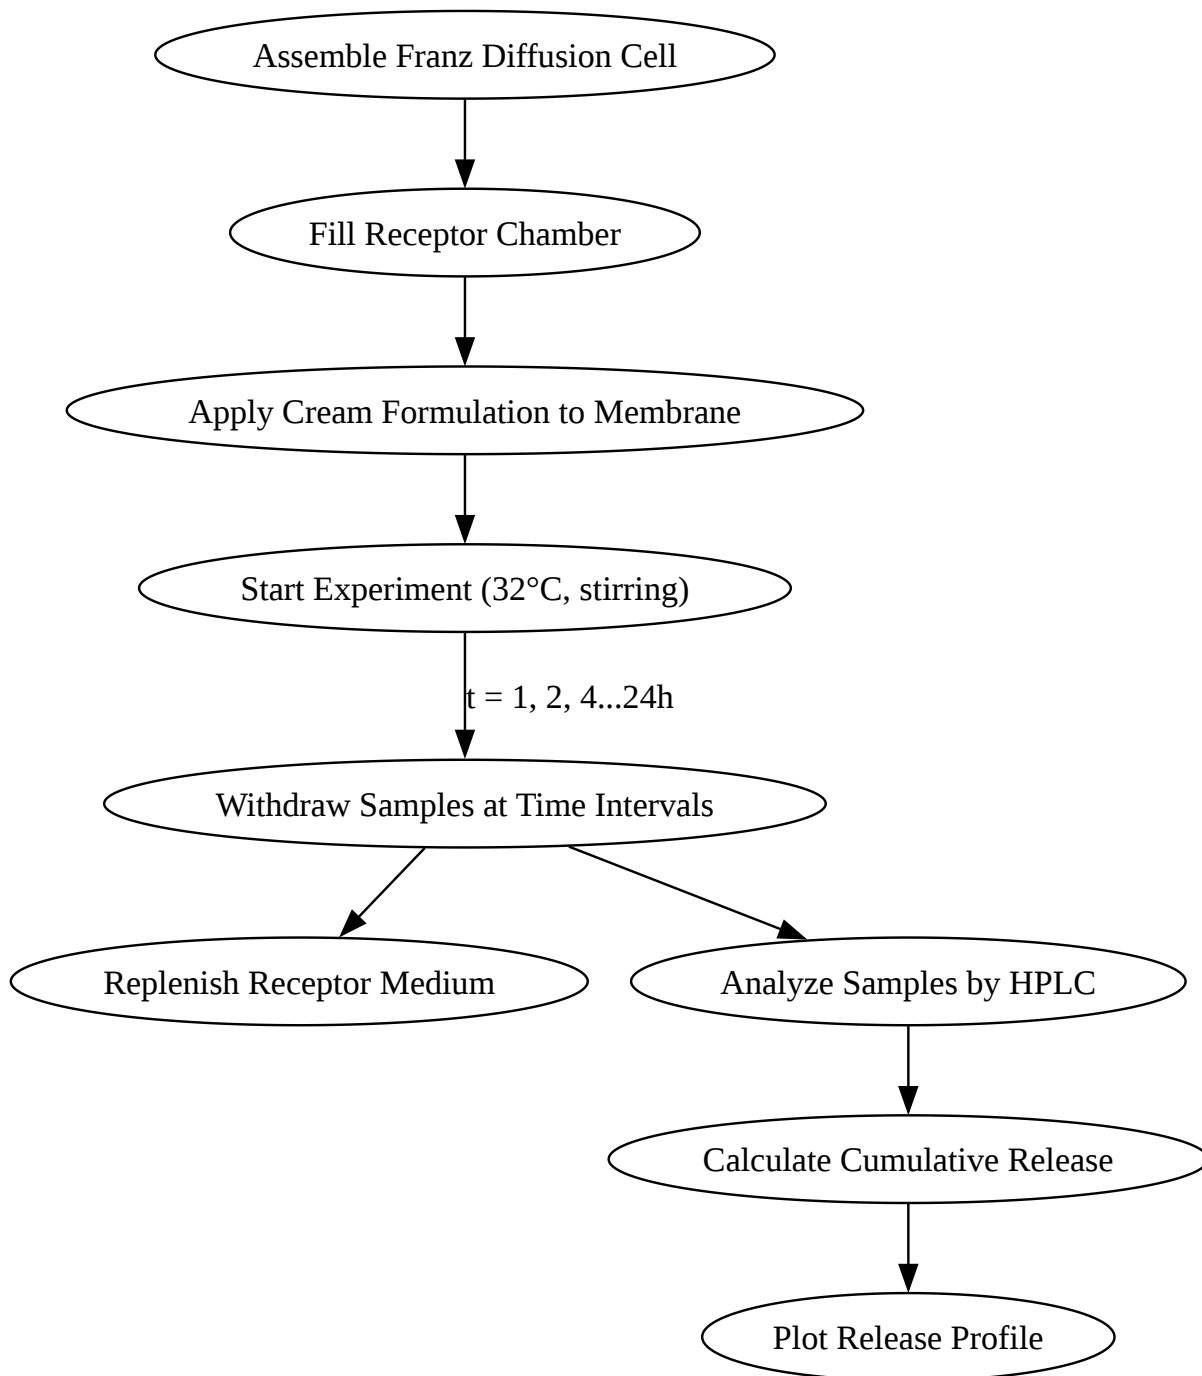 Assemble Franz Diffusion Cell
Fill Receptor Chamber
Apply Cream Formulation to Membrane
Start Experiment (32°C, stirring)
t = 1, 2, 4...24h
Withdraw Samples at Time Intervals
Replenish Receptor Medium
Analyze Samples by HPLC
Calculate Cumulative Release
Plot Release Profile